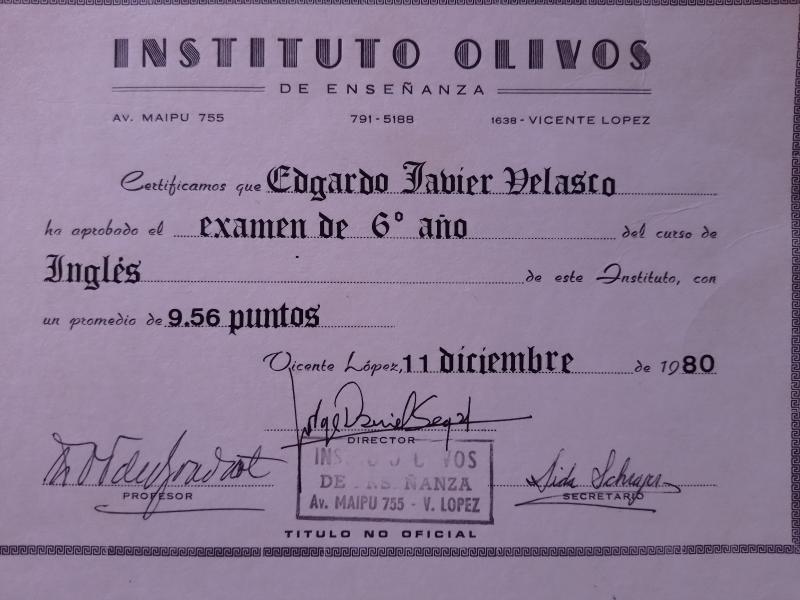 INSTITUTO OLIVOS
DE ENSEÑANZA
AV. MAIPU 755 791-5188 1638 - VICENTE LOPEZ
Certificamos que Edgardo Javier Velasco
ha aprobado el examen de 6° año del curso de
Inglés de este Instituto, con
un promedio de 9.56 puntos
Vicente López, 11 diciembre de 1980
DIRECTOR
PROFESOR
SECRETARIO
DE ENSEÑANZA
Av. MAIPU 755 - V. LOPEZ
TITULO NO OFICIAL